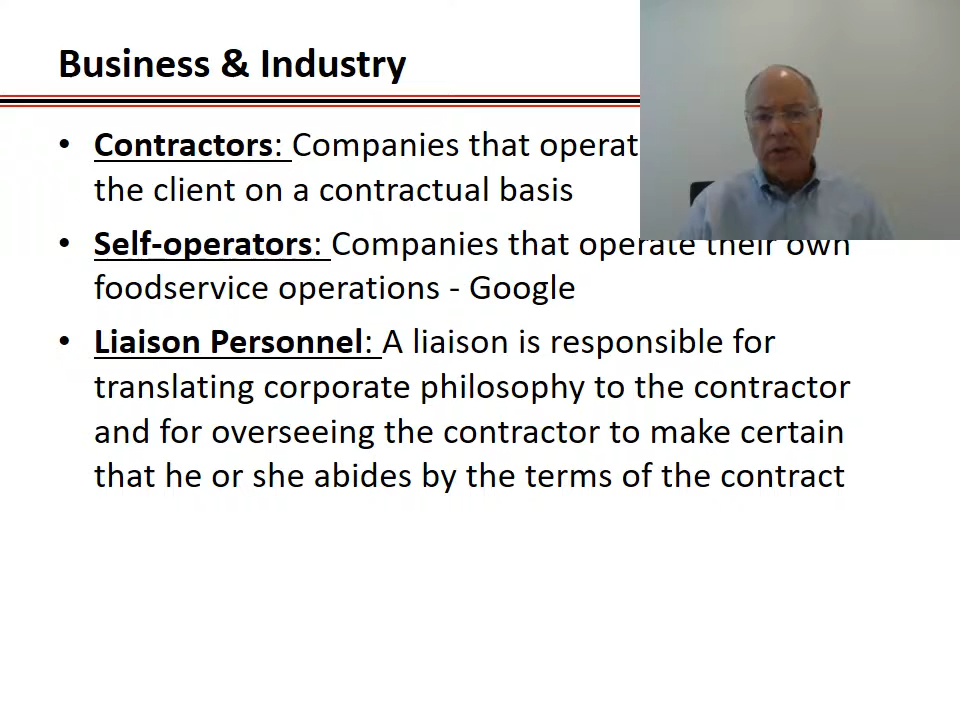 Business & Industry
• Contractors: Companies that operat
the client on a contractual basis
• Self-operators: Companies that operate their own
foodservice operations - Google
• Liaison Personnel: A liaison is responsible for
translating corporate philosophy to the contractor
and for overseeing the contractor to make certain
that he or she abides by the terms of the contract